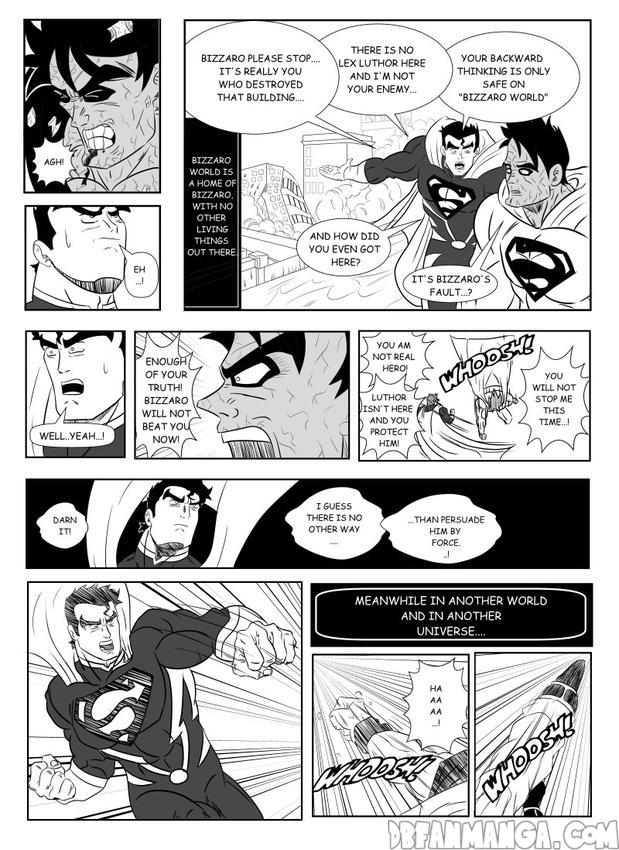 AGH!
BIZZARO PLEASE STOP....
IT'S REALLY YOU
WHO DESTROYED
THAT BUILDING....
THERE IS NO
LEX LUTHOR HERE
AND I'M NOT
YOUR ENEMY...
YOUR BACKWARD
THINKING IS ONLY
SAFE ON
"BIZZARO WORLD"
BIZZARO
WORLD IS
A HOME OF
BIZZARO,
WITH NO
OTHER
LIVING
THINGS
OUT THERE.
AND HOW DID
YOU EVEN GOT
HERE?
IT'S BIZZARO'S
FAULT...?
EH
...!
WELL..YEAH...!
ENOUGH
OF YOUR
TRUTH!
BIZZARO
WILL NOT
BEAT YOU
NOW!
YOU AM
NOT REAL
HERO!
LUTHOR
ISN'T HERE
AND YOU
PROTECT
HIM!
WHOOSH!
YOU
WILL NOT
STOP ME
THIS
TIME...!
DARN
IT!
I GUESS
THERE IS NO
OTHER WAY
....
...THAN PERSUADE
HIM BY
FORCE.
..!
MEANWHILE IN ANOTHER WORLD
AND IN ANOTHER
UNIVERSE....
HA
AA
AA
...!
WHOOSH!
WHOOSH!
DBFANMANGA.COM